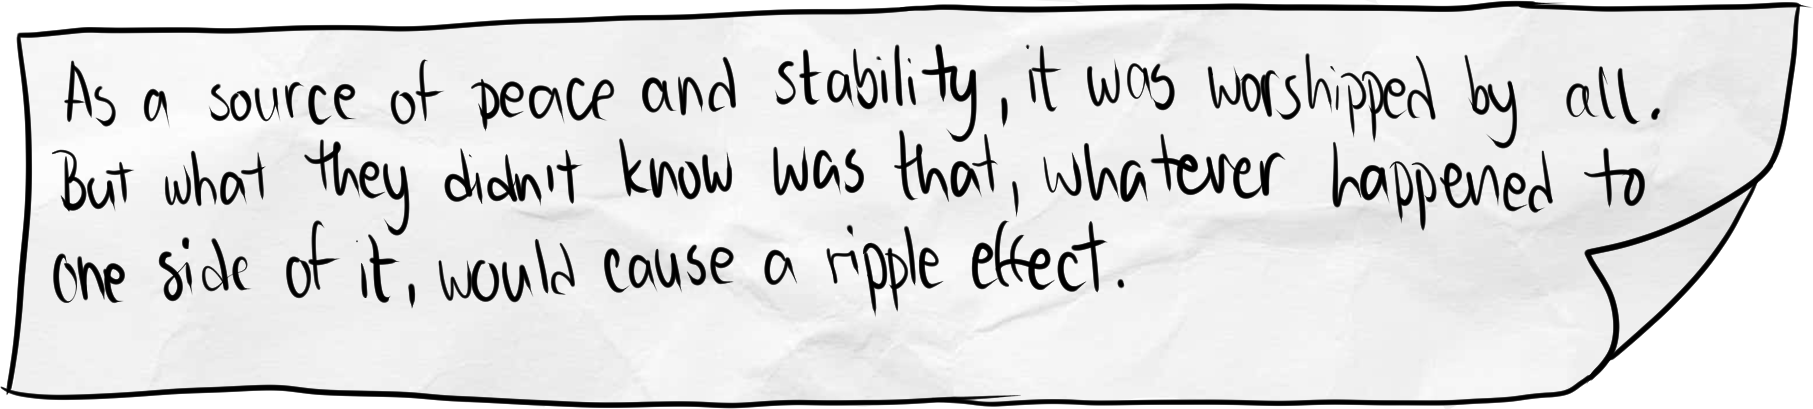 As a source of peace and stability, it was worshipped by all.
But what they didn't know was that, whatever happened to
one side of it, would cause a ripple effect.